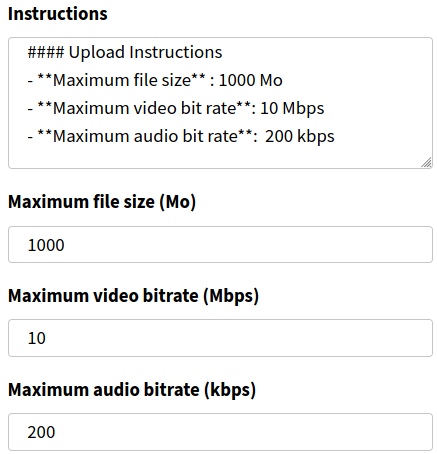 Instructions
#### Upload Instructions
- **Maximum file size** : 1000 Mo
- **Maximum video bit rate**: 10 Mbps
- **Maximum audio bit rate**:  200 kbps
Maximum file size (Mo)
1000
Maximum video bitrate (Mbps)
10
Maximum audio bitrate (kbps)
200